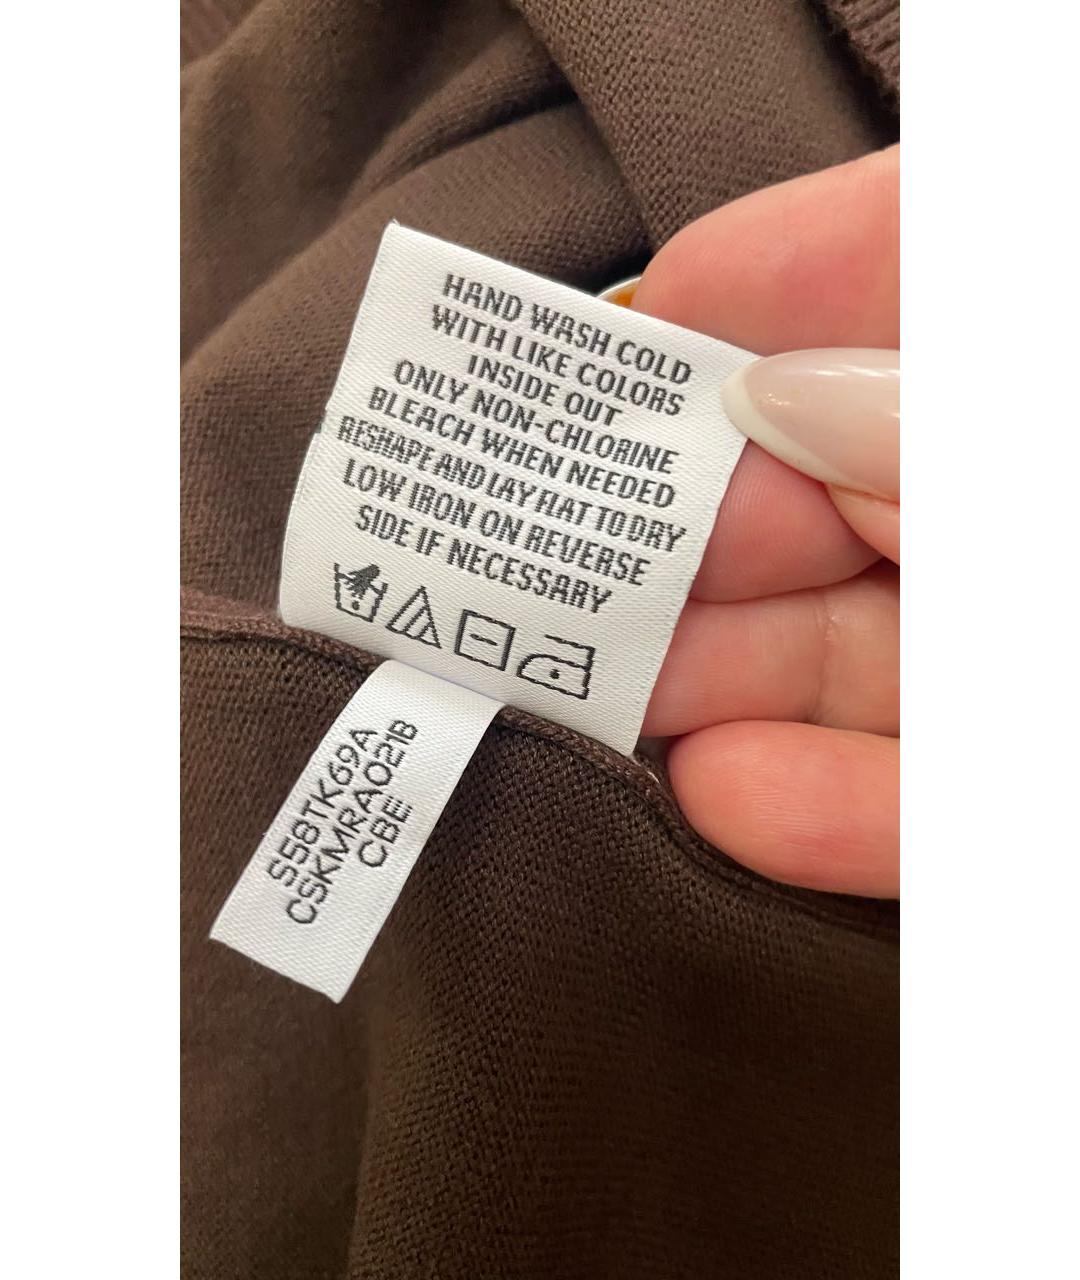 HAND WASH COLD
WITH LIKE COLORS
INSIDE OUT
ONLY NON-CHLORINE
BLEACH WHEN NEEDED
RESHAPE AND LAY FLAT TO DRY
LOW IRON ON REVERSE
SIDE IF NECESSARY
S58TK69A
CSKMRA021B
CBE